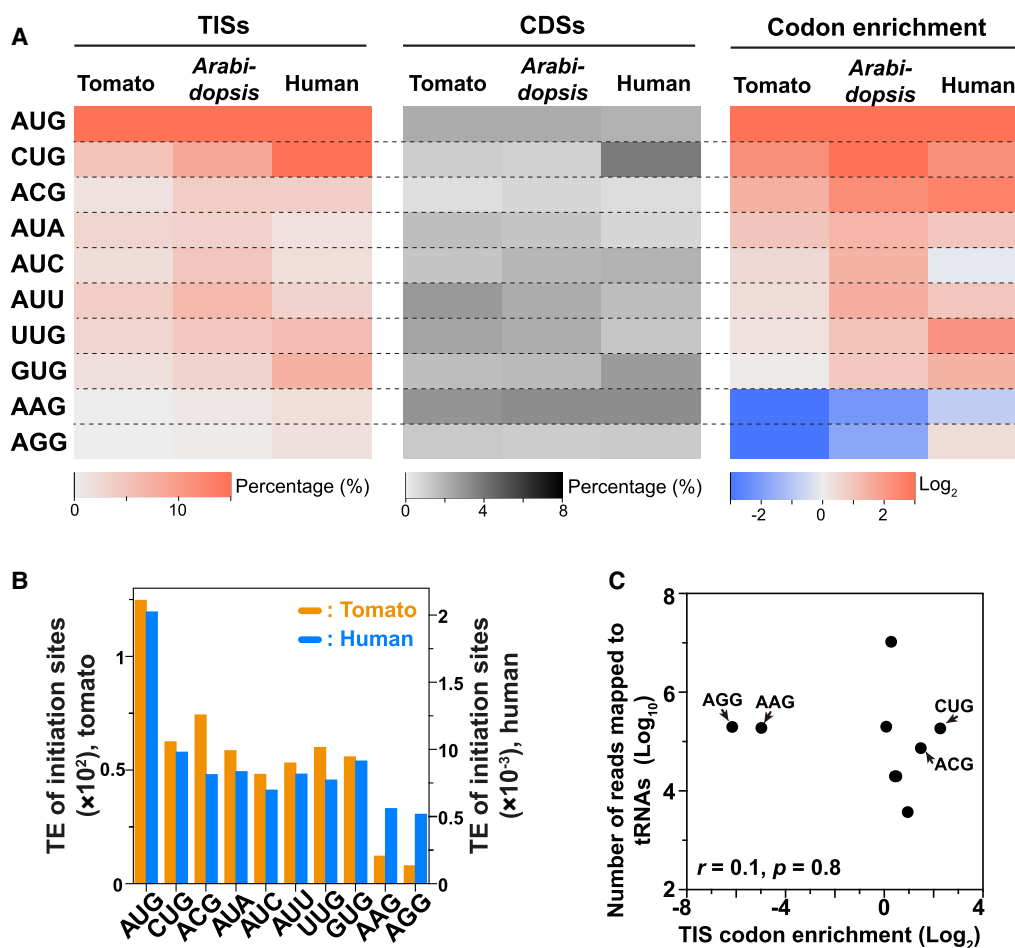 A
TISs CDSs Codon enrichment
Tomato Arabi-dopsis Human Tomato Arabi-dopsis Human Tomato Arabi-dopsis Human
AUG
CUG
ACG
AUA
AUC
AUU
UUG
GUG
AAG
AGG
0 10 Percentage (%)
0 4 8 Percentage (%)
-2 0 2 Log2
B
TE of initiation sites (×10²), tomato
0 0.5 1
: Tomato
: Human
0 0.5 10 1.5 2
TE of initiation sites (×10⁻³), human
AUG CUG ACG AUA AUC AUU UUG GUG AAG AGG
C
Number of reads mapped to tRNAs (Log10)
8
6
4
2
AGG AAG CUG
ACG
r = 0.1, p = 0.8
-8 -4 0 4
TIS codon enrichment (Log2)